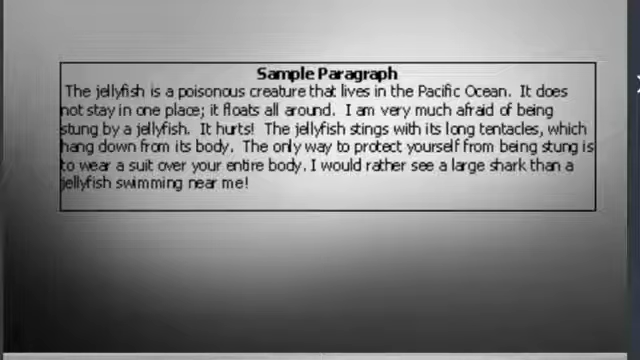 Sample Paragraph
The jellyfish is a poisonous creature that lives in the Pacific Ocean. It does
not stay in one place; it floats all around. I am very much afraid of being
stung by a jellyfish. It hurts! The jellyfish stings with its long tentacles, which
hang down from its body. The only way to protect yourself from being stung is
to wear a suit over your entire body. I would rather see a large shark than a
jellyfish swimming near me!